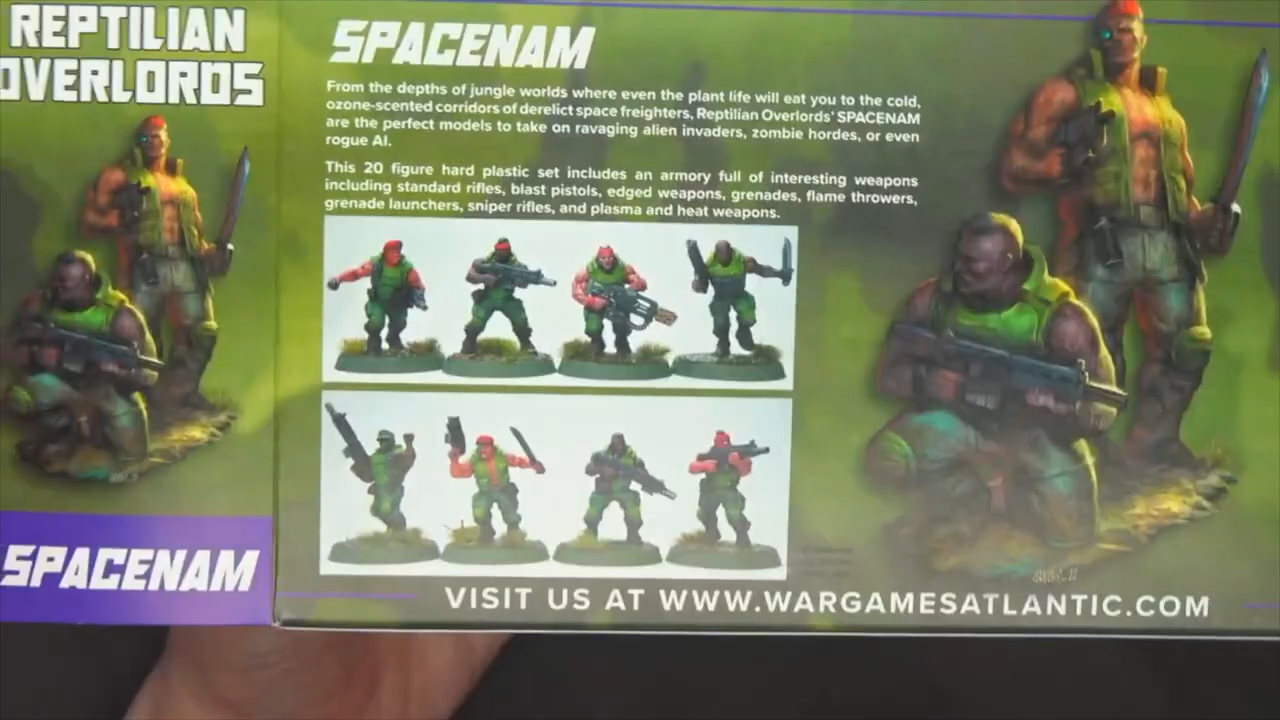 REPTILIAN
OVERLORDS
SPACENAM
SPACENAM
From the depths of jungle worlds where even the plant life will eat you to the cold,
ozone-scented corridors of derelict space freighters, Reptilian Overlords' SPACENAM
are the perfect models to take on ravaging alien invaders, zombie hordes, or even
rogue AI.
This 20 figure hard plastic set includes an armory full of interesting weapons
including standard rifles, blast pistols, edged weapons, grenades, flame throwers,
grenade launchers, sniper rifles, and plasma and heat weapons.
VISIT US AT WWW.WARGAMESATLANTIC.COM